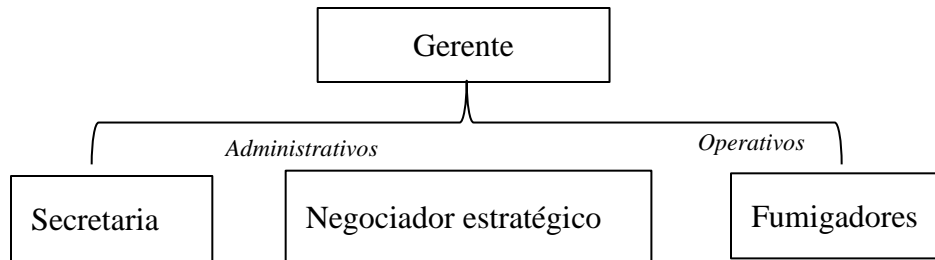 Gerente
Administrativos
Operativos
Secretaria
Negociador estratégico
Fumigadores